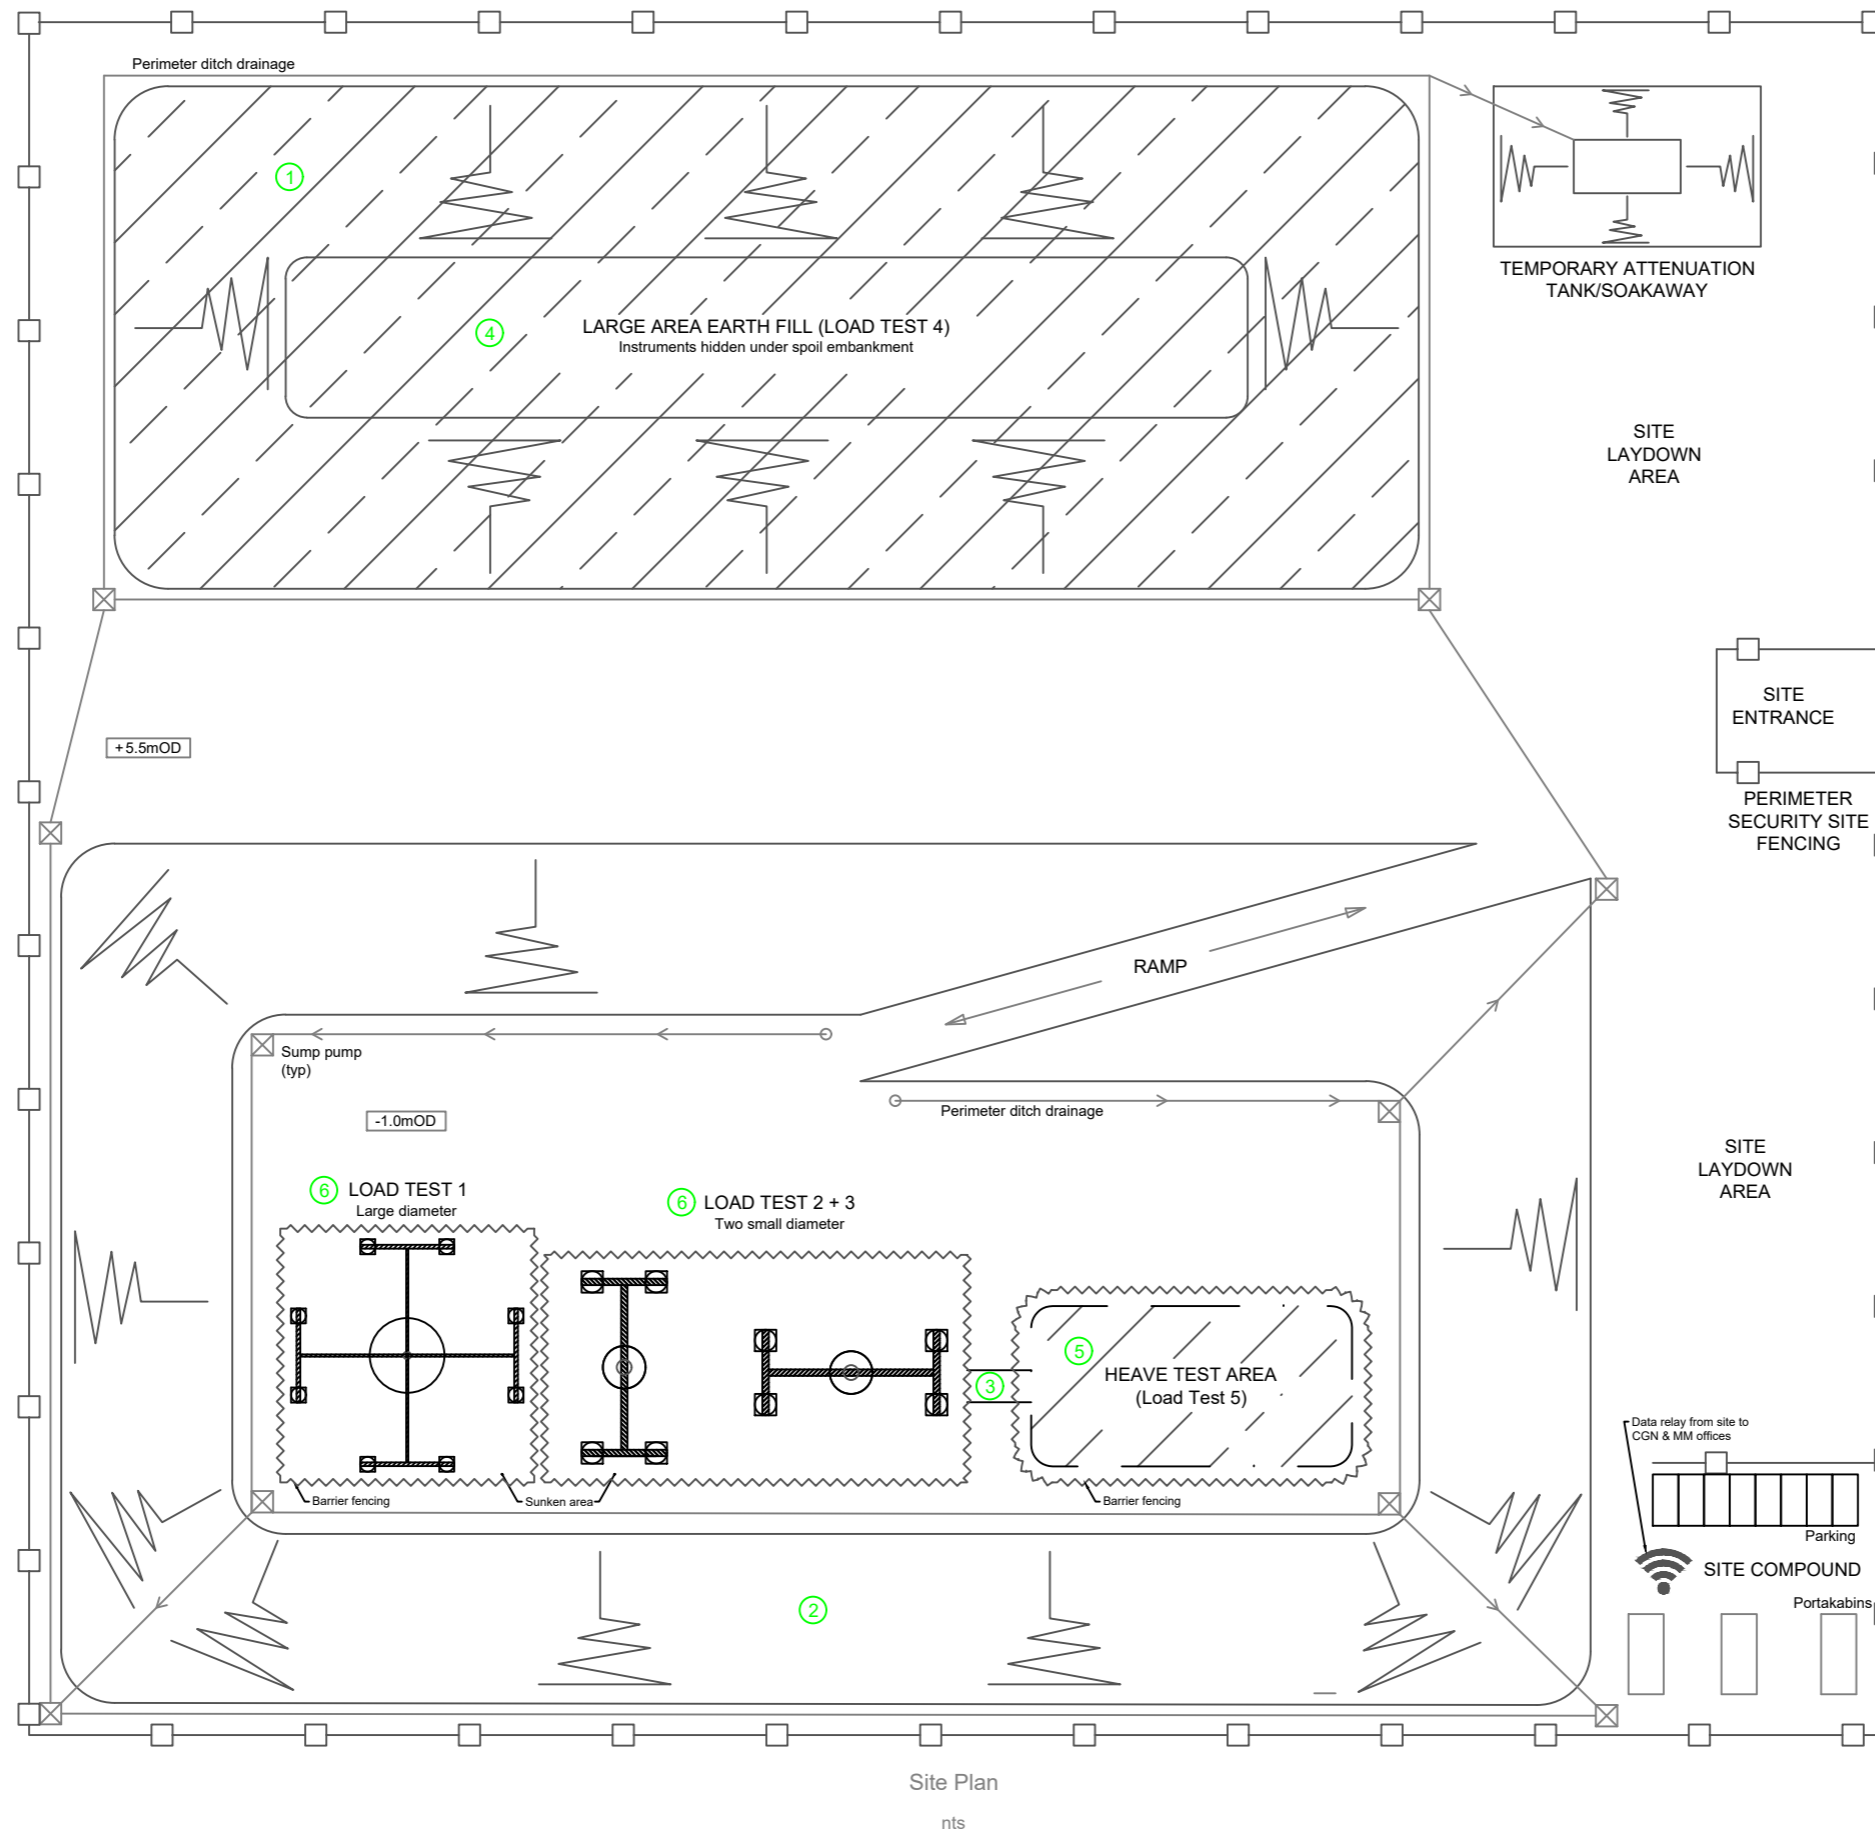 Perimeter ditch drainage
1
TEMPORARY ATTENUATION
TANK/SOAKAWAY
4
LARGE AREA EARTH FILL (LOAD TEST 4)
Instruments hidden under spoil embankment
SITE
LAYDOWN
AREA
SITE
ENTRANCE
+5.5mOD
PERIMETER
SECURITY SITE
FENCING
RAMP
Sump pump
(typ)
Perimeter ditch drainage
-1.0mOD
SITE
LAYDOWN
AREA
6 LOAD TEST 1
Large diameter
6 LOAD TEST 2 + 3
Two small diameter
5
HEAVE TEST AREA
(Load Test 5)
3
Data relay from site to
CGN & MM offices
Barrier fencing
Sunken area
Barrier fencing
Parking
SITE COMPOUND
Portakabins
2
Site Plan
nts